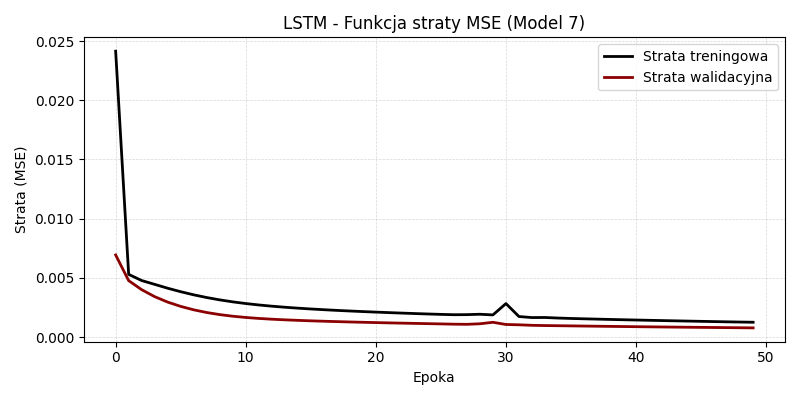 LSTM - Funkcja straty MSE (Model 7)
Strata treningowa
Strata walidacyjna
Strata (MSE)
0.025
0.020
0.015
0.010
0.005
0.000
0 10 20 30 40 50
Epoka